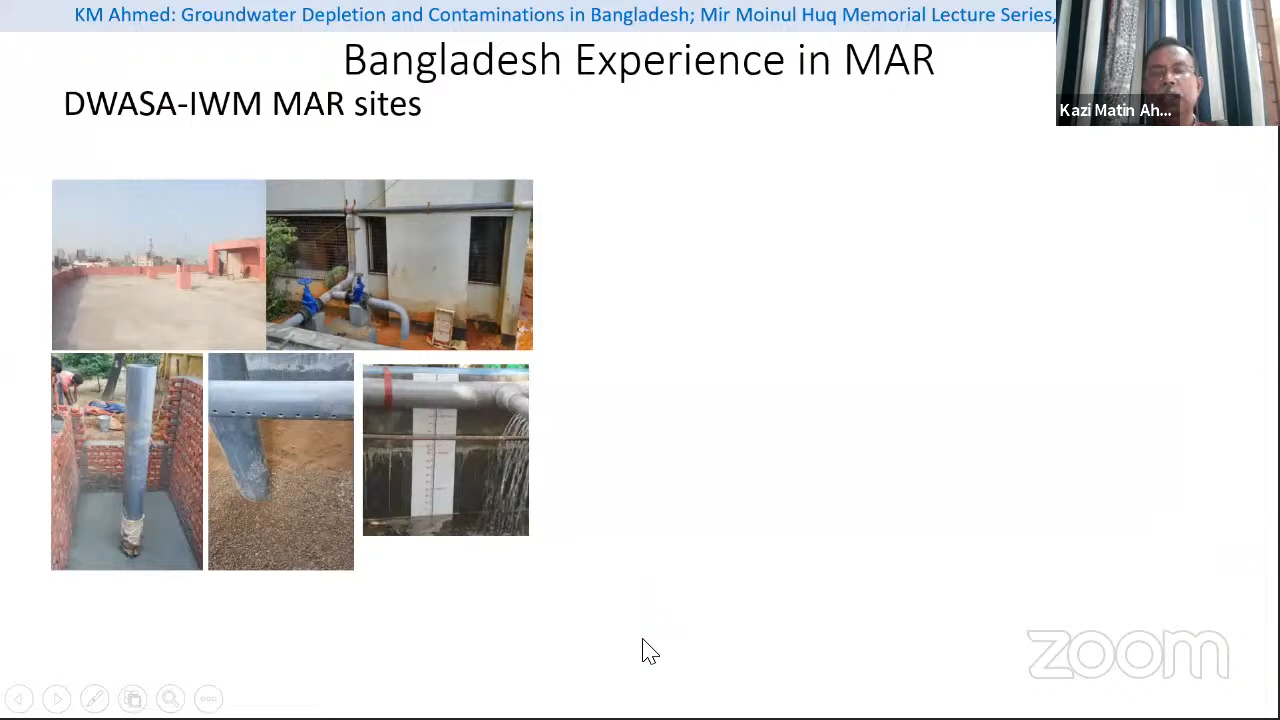 KM Ahmed: Groundwater Depletion and Contaminations in Bangladesh; Mir Moinul Huq Memorial Lecture Series,
Bangladesh Experience in MAR
DWASA-IWM MAR sites
Kazi Matin Ah...
zoom